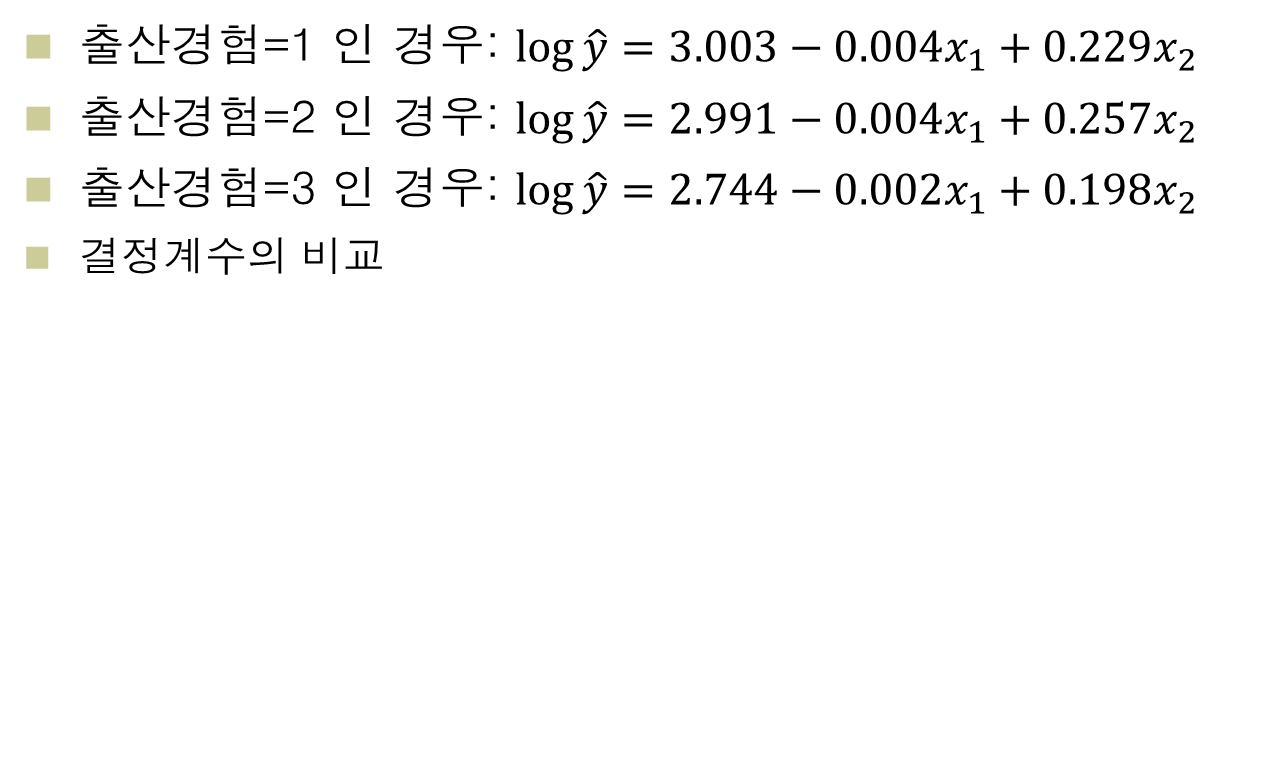 출산경험=1 인 경우: log ŷ = 3.003 − 0.004x₁ + 0.229x₂
출산경험=2 인 경우: log ŷ = 2.991 − 0.004x₁ + 0.257x₂
출산경험=3 인 경우: log ŷ = 2.744 − 0.002x₁ + 0.198x₂
결정계수의 비교